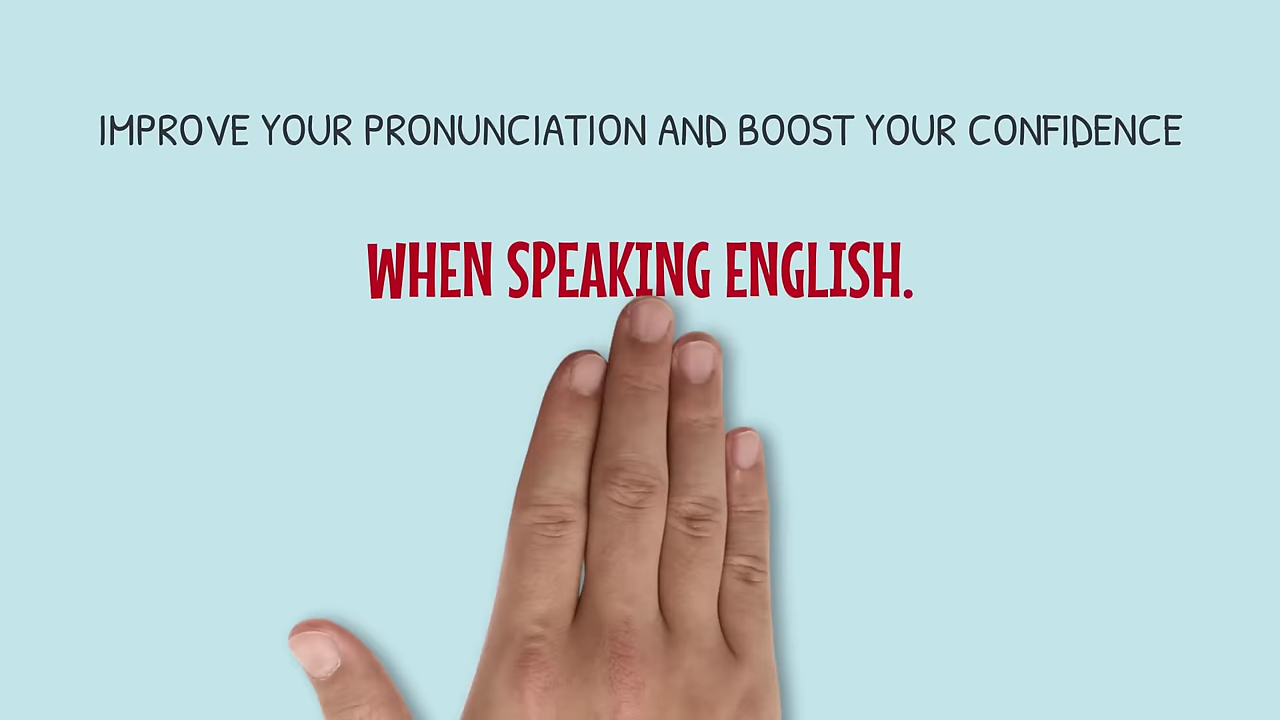 IMPROVE YOUR PRONUNCIATION AND BOOST YOUR CONFIDENCE
WHEN SPEAKING ENGLISH.